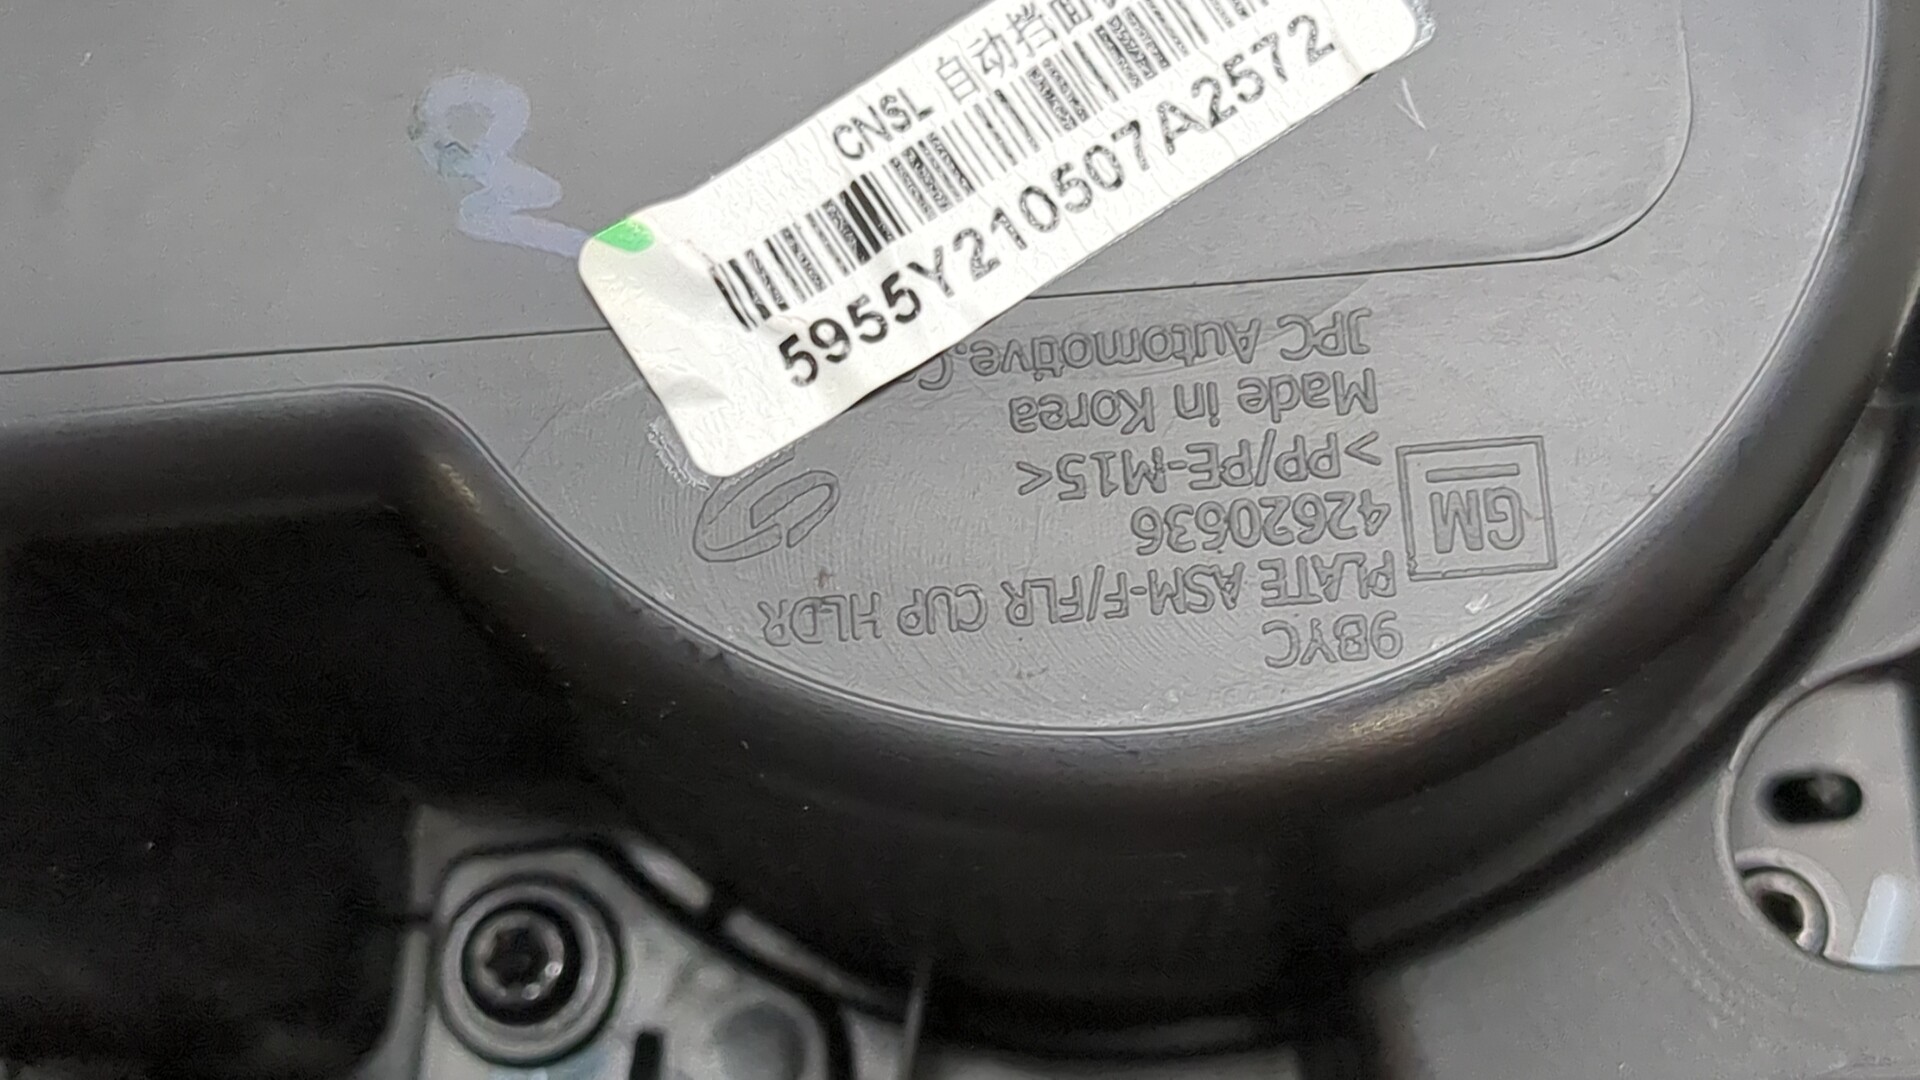 CNSL 自动挡面
5955Y210507A2572
9BYC
PLATE ASM-F/FLR CUP HLDR
42620636
>PP/PE-M15<
Made in Korea
JPC Automotive.C
GM